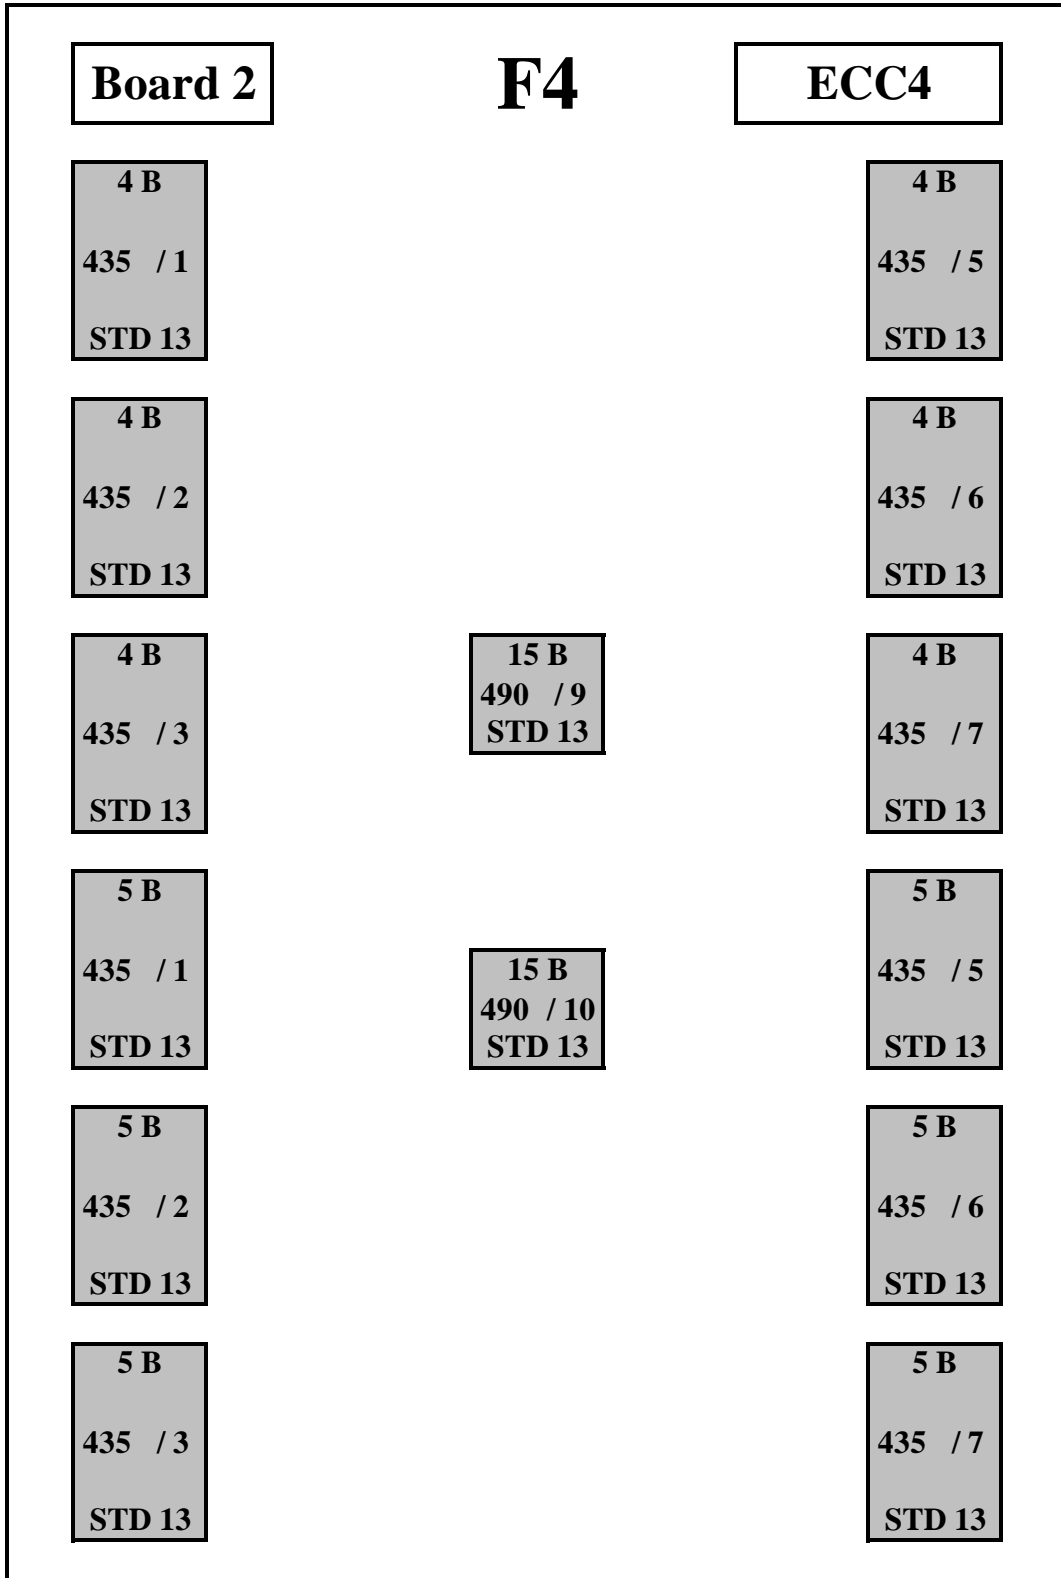 Board 2
F4
ECC4
4 B
435 / 1
STD 13
4 B
435 / 5
STD 13
4 B
435 / 2
STD 13
4 B
435 / 6
STD 13
4 B
435 / 3
STD 13
15 B
490 / 9
STD 13
4 B
435 / 7
STD 13
5 B
435 / 1
STD 13
15 B
490 / 10
STD 13
5 B
435 / 5
STD 13
5 B
435 / 2
STD 13
5 B
435 / 6
STD 13
5 B
435 / 3
STD 13
5 B
435 / 7
STD 13